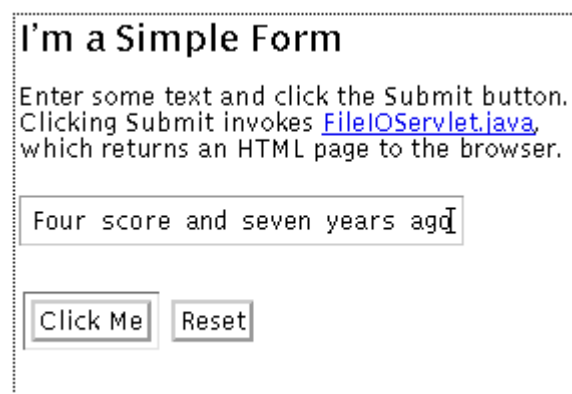 I'm a Simple Form
Enter some text and click the Submit button.
Clicking Submit invokes FileIOServlet.java,
which returns an HTML page to the browser.
Four score and seven years ago
Click Me Reset